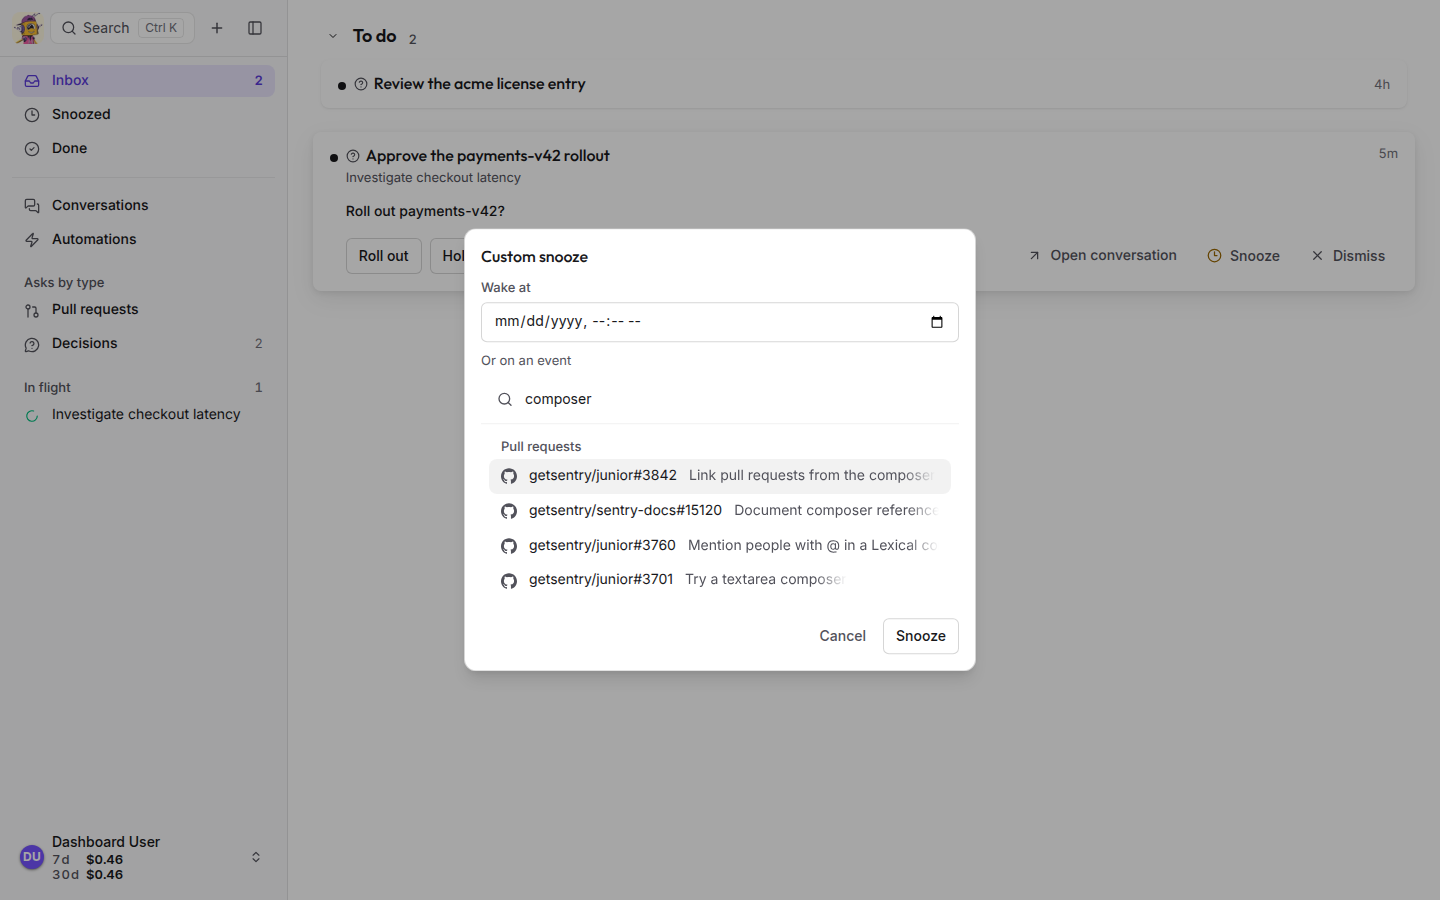 Search Ctrl K
Inbox 2
Snoozed
Done
Conversations
Automations
Asks by type
Pull requests
Decisions 2
In flight 1
Investigate checkout latency
Dashboard User
DU
7d $0.46
30d $0.46
To do 2
Review the acme license entry 4h
Approve the payments-v42 rollout 5m
Investigate checkout latency
Roll out payments-v42?
Roll out Hol Open conversation Snooze Dismiss
Custom snooze
Wake at
mm/dd/yyyy, --:-- --
Or on an event
composer
Pull requests
getsentry/junior#3842 Link pull requests from the composer
getsentry/sentry-docs#15120 Document composer reference
getsentry/junior#3760 Mention people with @ in a Lexical co
getsentry/junior#3701 Try a textarea composer
Cancel Snooze